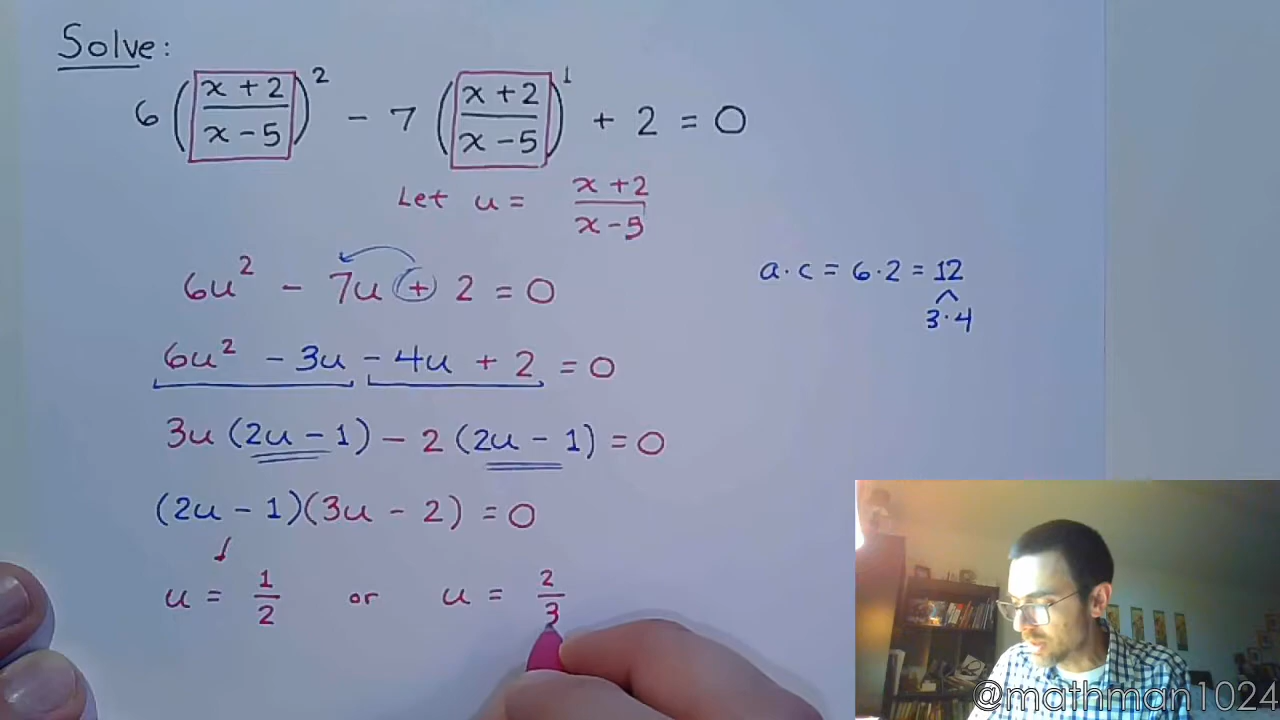 Solve:
6 ( (x + 2)/(x - 5) )² - 7 ( (x + 2)/(x - 5) )¹ + 2 = 0
Let u = (x + 2)/(x - 5)
6u² - 7u + 2 = 0
a · c = 6 · 2 = 12
3 · 4
6u² - 3u - 4u + 2 = 0
3u (2u - 1) - 2 (2u - 1) = 0
(2u - 1)(3u - 2) = 0
u = 1/2 or u = 2/3
@mathman1024